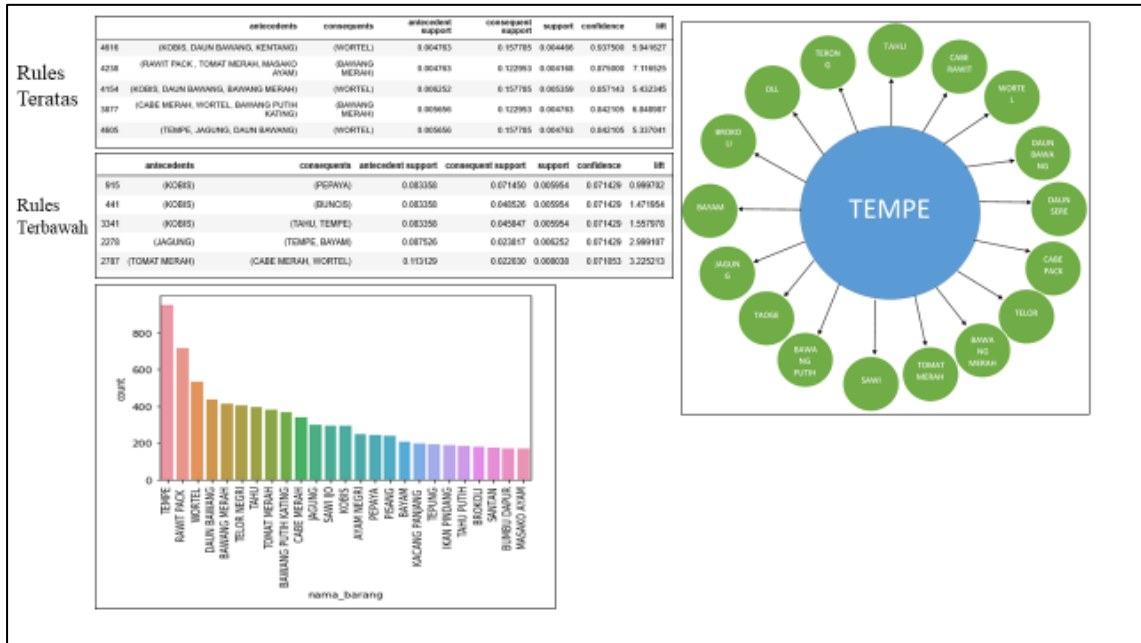 Rules
Teratas
antecedents consequents antecedent support consequent support support confidence lift
4616 (KOBIS, DAUN BAWANG, KENTANG) (WORTEL) 0.004763 0.157785 0.004466 0.937500 5.941627
4238 (RAWIT PACK , TOMAT MERAH, MASAKO AYAM) (BAWANG MERAH) 0.004763 0.122953 0.004168 0.875000 7.116525
4154 (KOBIS, DAUN BAWANG, BAWANG MERAH) (WORTEL) 0.006252 0.157785 0.005359 0.857143 5.432345
3877 (CABE MERAH, WORTEL, BAWANG PUTIH KATING) (BAWANG MERAH) 0.005656 0.122953 0.004763 0.842105 6.848987
4605 (TEMPE, JAGUNG, DAUN BAWANG) (WORTEL) 0.005656 0.157785 0.004763 0.842105 5.337041
Rules
Terbawah
antecedents consequents antecedent support consequent support support confidence lift
915 (KOBIS) (PEPAYA) 0.083358 0.071450 0.005954 0.071429 0.999702
441 (KOBIS) (BUNCIS) 0.083358 0.048526 0.005954 0.071429 1.471954
3341 (KOBIS) (TAHU, TEMPE) 0.083358 0.045847 0.005954 0.071429 1.557978
2278 (JAGUNG) (TEMPE, BAYAM) 0.087526 0.023817 0.006252 0.071429 2.999107
2787 (TOMAT MERAH) (CABE MERAH, WORTEL) 0.113129 0.022030 0.008038 0.071053 3.225213
count
800
600
400
200
0
TEMPE
RAWIT PACK
WORTEL
DAUN BAWANG
BAWANG MERAH
TELOR NEGRI
TAHU
TOMAT MERAH
BAWANG PUTIH KATING
CABE MERAH
JAGUNG
SAWI IJO
KOBIS
AYAM NEGRI
PEPAYA
PISANG
BAYAM
KACANG PANJANG
TEPUNG
IKAN PINDANG
TAHU PUTIH
BROKOLI
SANTAN
BUMBU DAPUR
MASAKO AYAM
nama_barang
TEMPE
TAHU
CABE
RAWIT
WORTE
L
DAUN
BAWA
NG
DAUN
SERE
CABE
PACK
TELOR
BAWA
NG
MERAH
TOMAT
MERAH
SAWI
BAWA
NG
PUTIH
TAOGE
JAGUN
G
BAYAM
BROKO
LI
DLL
TERON
G